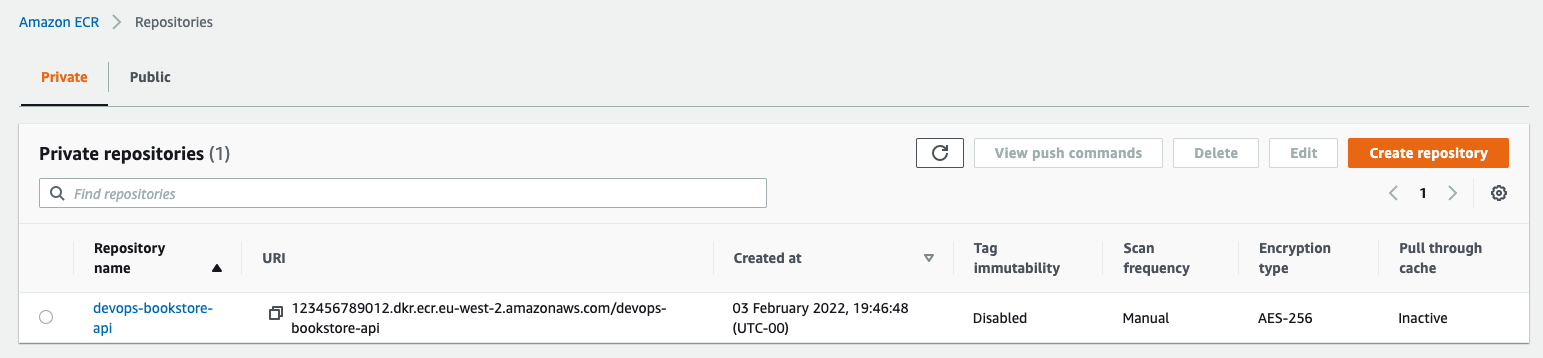 Amazon ECR Repositories
Private Public
Private repositories (1) View push commands Delete Edit Create repository
Find repositories 1
Repository name URI Created at Tag immutability Scan frequency Encryption type Pull through cache
devops-bookstore-api 123456789012.dkr.ecr.eu-west-2.amazonaws.com/devops-bookstore-api 03 February 2022, 19:46:48 (UTC-00) Disabled Manual AES-256 Inactive